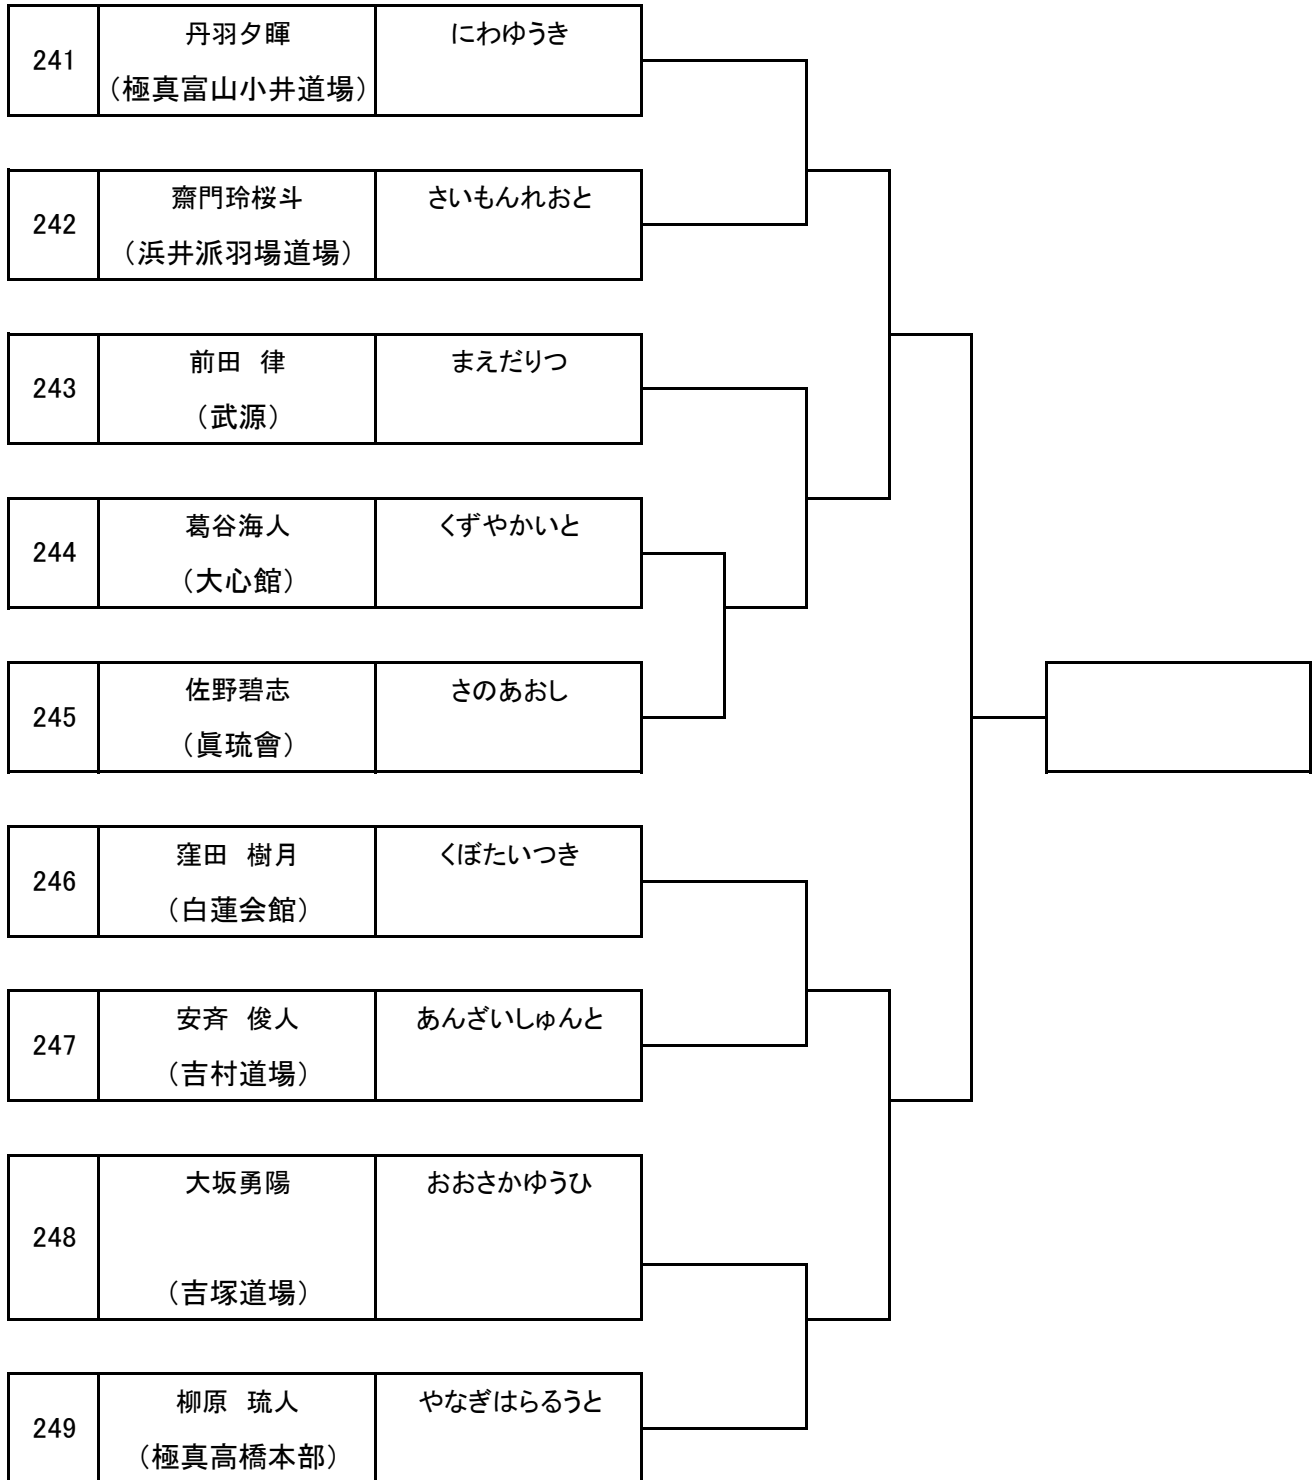 241
丹羽夕暉
（極真富山小井道場）
にわゆうき
242
齋門玲桜斗
（浜井派羽場道場）
さいもんれおと
243
前田　律
（武源）
まえだりつ
244
葛谷海人
（大心館）
くずやかいと
245
佐野碧志
（眞琉會）
さのあおし
246
窪田　樹月
（白蓮会館）
くぼたいつき
247
安斉　俊人
（吉村道場）
あんざいしゅんと
248
大坂勇陽
（吉塚道場）
おおさかゆうひ
249
柳原　琉人
（極真高橋本部）
やなぎはらるうと